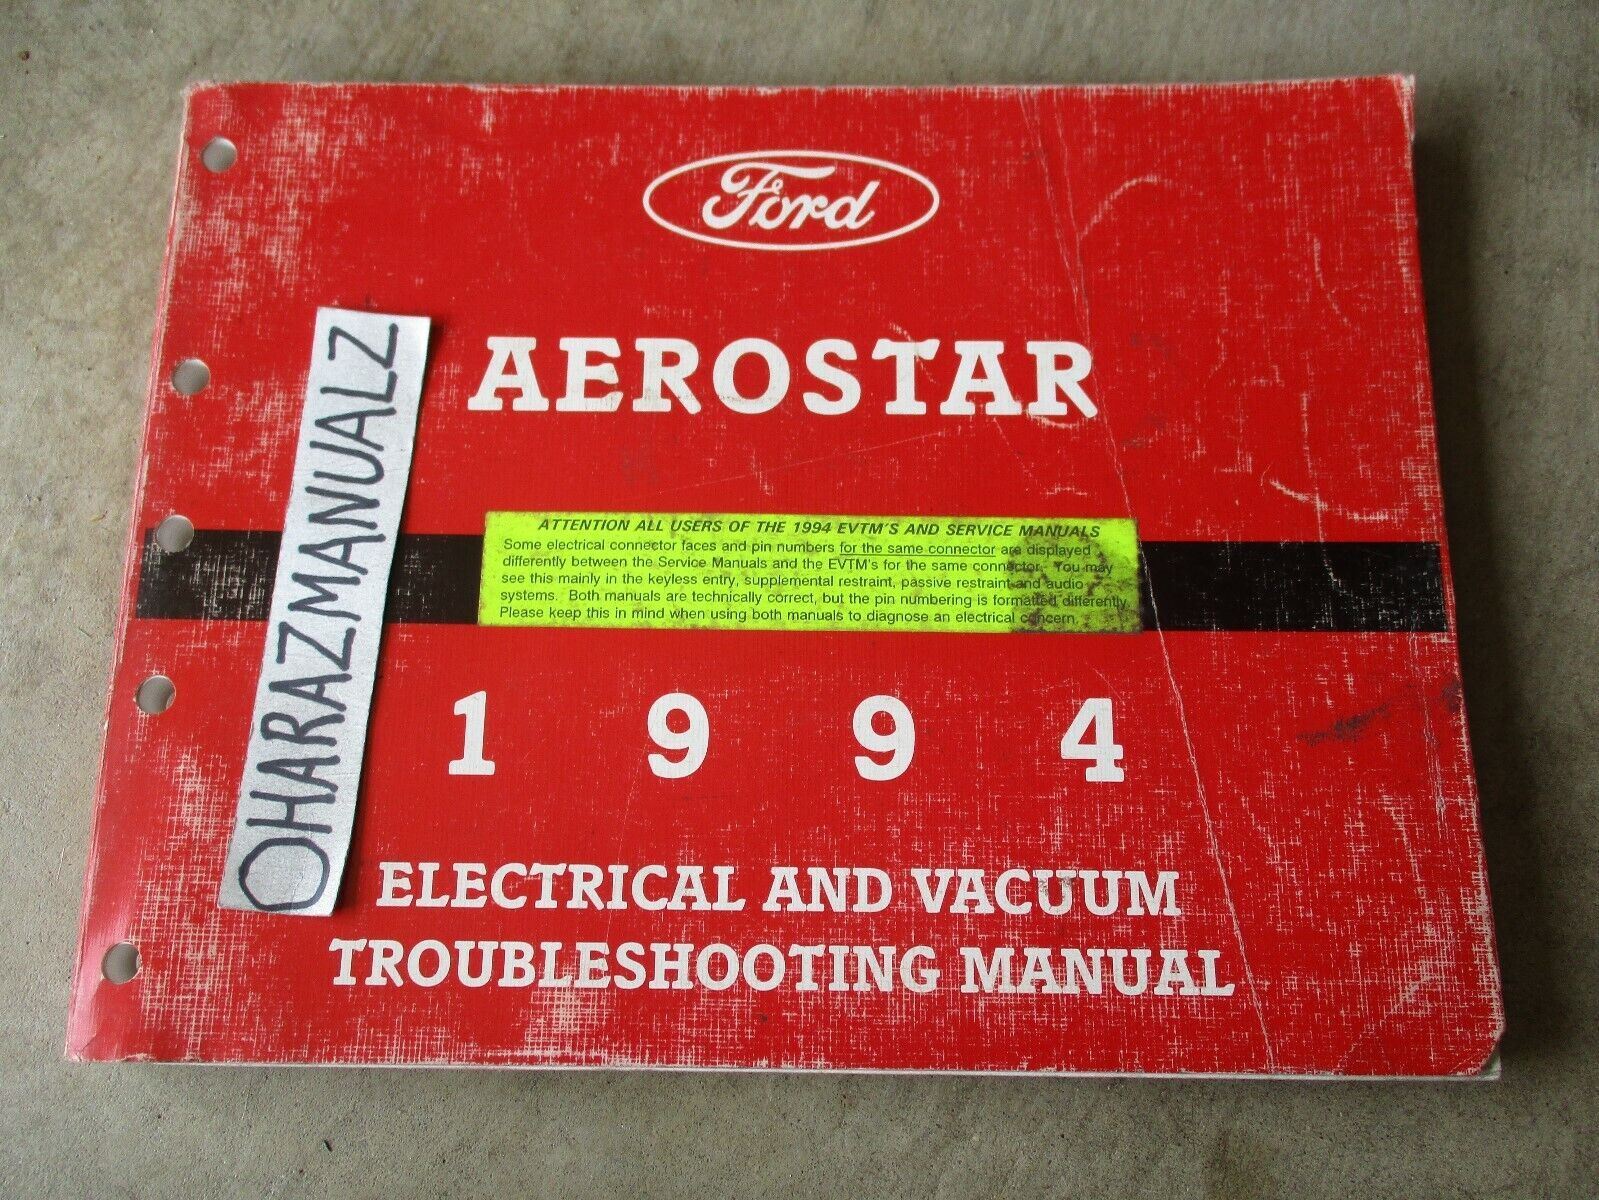 Ford
AEROSTAR
OHARAZMANUALZ
ATTENTION ALL USERS OF THE 1994 EVTM'S AND SERVICE MANUALS
Some electrical connector faces and pin numbers for the same connector are displayed
differently between the Service Manuals and the EVTM's for the same connector. You may
see this mainly in the keyless entry, supplemental restraint, passive restraint and audio
systems. Both manuals are technically correct, but the pin numbering is formatted differently.
Please keep this in mind when using both manuals to diagnose an electrical concern.
1 9 9 4
ELECTRICAL AND VACUUM
TROUBLESHOOTING MANUAL